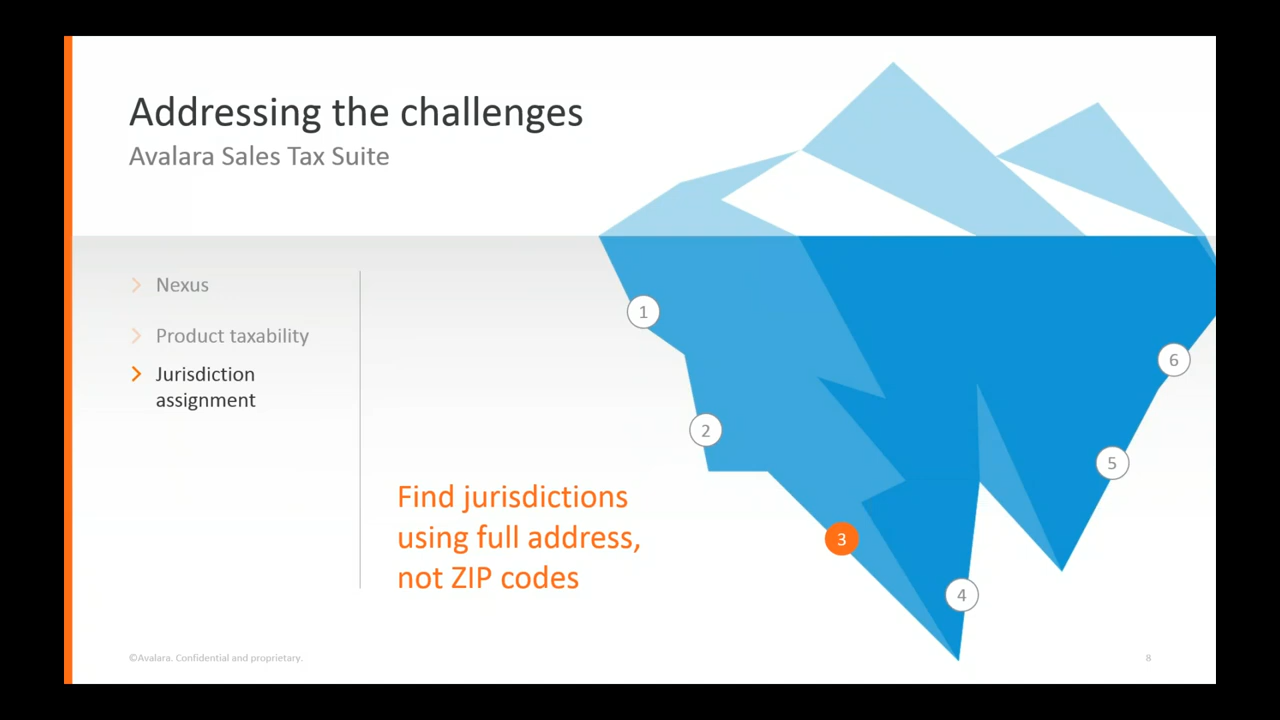 Addressing the challenges
Avalara Sales Tax Suite
Nexus
Product taxability
Jurisdiction
assignment
Find jurisdictions
using full address,
not ZIP codes
1
2
3
4
5
6
©Avalara. Confidential and proprietary.
8